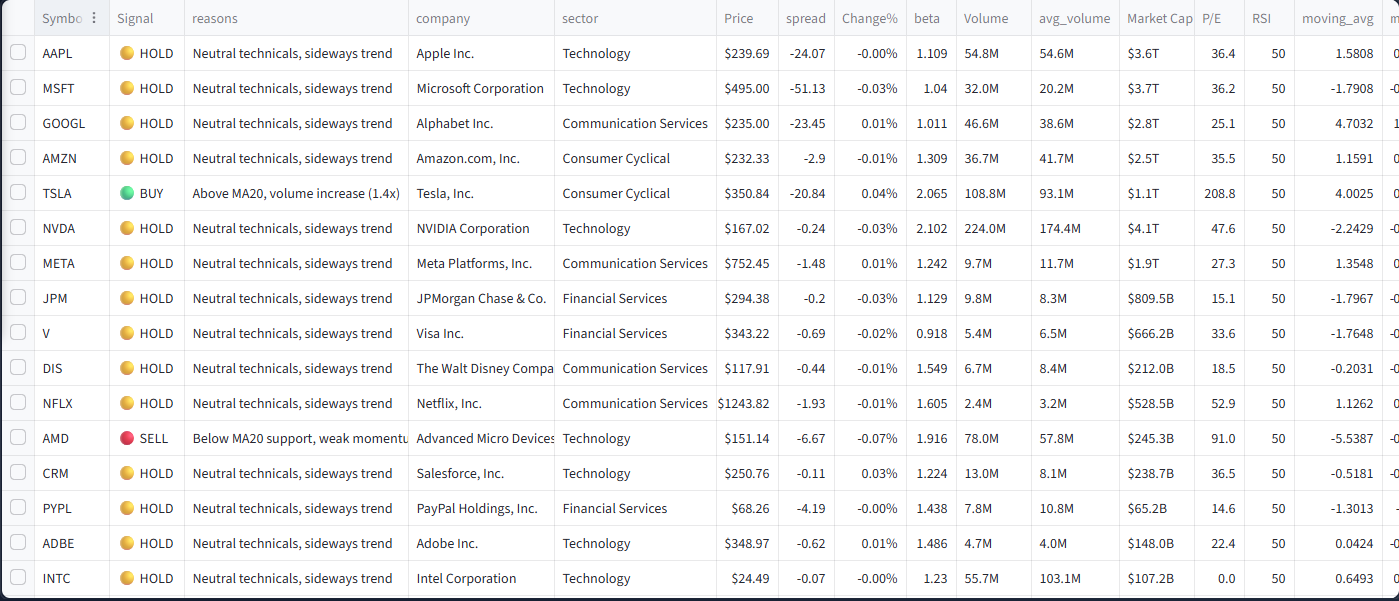 Symbo Signal reasons company sector Price spread Change% beta Volume avg_volume Market Cap P/E RSI moving_avg m
AAPL HOLD Neutral technicals, sideways trend Apple Inc. Technology $239.69 -24.07 -0.00% 1.109 54.8M 54.6M $3.6T 36.4 50 1.5808 0
MSFT HOLD Neutral technicals, sideways trend Microsoft Corporation Technology $495.00 -51.13 -0.03% 1.04 32.0M 20.2M $3.7T 36.2 50 -1.7908 -0
GOOGL HOLD Neutral technicals, sideways trend Alphabet Inc. Communication Services $235.00 -23.45 0.01% 1.011 46.6M 38.6M $2.8T 25.1 50 4.7032 1
AMZN HOLD Neutral technicals, sideways trend Amazon.com, Inc. Consumer Cyclical $232.33 -2.9 -0.01% 1.309 36.7M 41.7M $2.5T 35.5 50 1.1591 0
TSLA BUY Above MA20, volume increase (1.4x) Tesla, Inc. Consumer Cyclical $350.84 -20.84 0.04% 2.065 108.8M 93.1M $1.1T 208.8 50 4.0025 0
NVDA HOLD Neutral technicals, sideways trend NVIDIA Corporation Technology $167.02 -0.24 -0.03% 2.102 224.0M 174.4M $4.1T 47.6 50 -2.2429 -0
META HOLD Neutral technicals, sideways trend Meta Platforms, Inc. Communication Services $752.45 -1.48 0.01% 1.242 9.7M 11.7M $1.9T 27.3 50 1.3548 0
JPM HOLD Neutral technicals, sideways trend JPMorgan Chase & Co. Financial Services $294.38 -0.2 -0.03% 1.129 9.8M 8.3M $809.5B 15.1 50 -1.7967 -0
V HOLD Neutral technicals, sideways trend Visa Inc. Financial Services $343.22 -0.69 -0.02% 0.918 5.4M 6.5M $666.2B 33.6 50 -1.7648 -0
DIS HOLD Neutral technicals, sideways trend The Walt Disney Compa Communication Services $117.91 -0.44 -0.01% 1.549 6.7M 8.4M $212.0B 18.5 50 -0.2031 -0
NFLX HOLD Neutral technicals, sideways trend Netflix, Inc. Communication Services $1243.82 -1.93 -0.01% 1.605 2.4M 3.2M $528.5B 52.9 50 1.1262 0
AMD SELL Below MA20 support, weak momentu Advanced Micro Devices Technology $151.14 -6.67 -0.07% 1.916 78.0M 57.8M $245.3B 91.0 50 -5.5387 -0
CRM HOLD Neutral technicals, sideways trend Salesforce, Inc. Technology $250.76 -0.11 0.03% 1.224 13.0M 8.1M $238.7B 36.5 50 -0.5181 -0
PYPL HOLD Neutral technicals, sideways trend PayPal Holdings, Inc. Financial Services $68.26 -4.19 -0.00% 1.438 7.8M 10.8M $65.2B 14.6 50 -1.3013 -
ADBE HOLD Neutral technicals, sideways trend Adobe Inc. Technology $348.97 -0.62 0.01% 1.486 4.7M 4.0M $148.0B 22.4 50 0.0424 -0
INTC HOLD Neutral technicals, sideways trend Intel Corporation Technology $24.49 -0.07 -0.00% 1.23 55.7M 103.1M $107.2B 0.0 50 0.6493 0